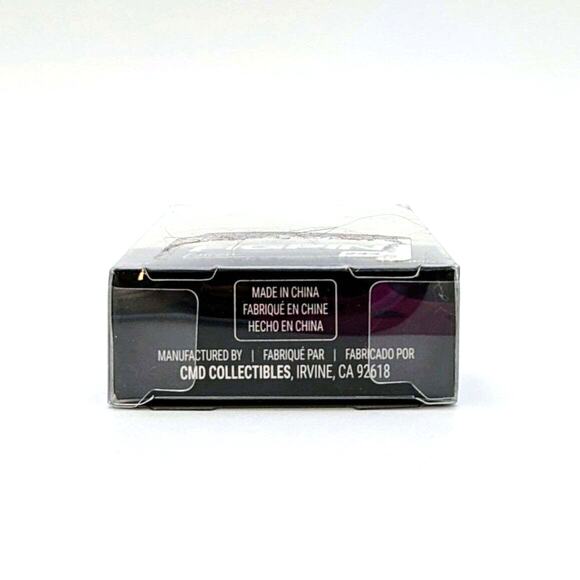 FiGPiN
MADE IN CHINA
FABRIQUÉ EN CHINE
HECHO EN CHINA
MANUFACTURED BY | FABRIQUÉ PAR | FABRICADO POR
CMD COLLECTIBLES, IRVINE, CA 92618